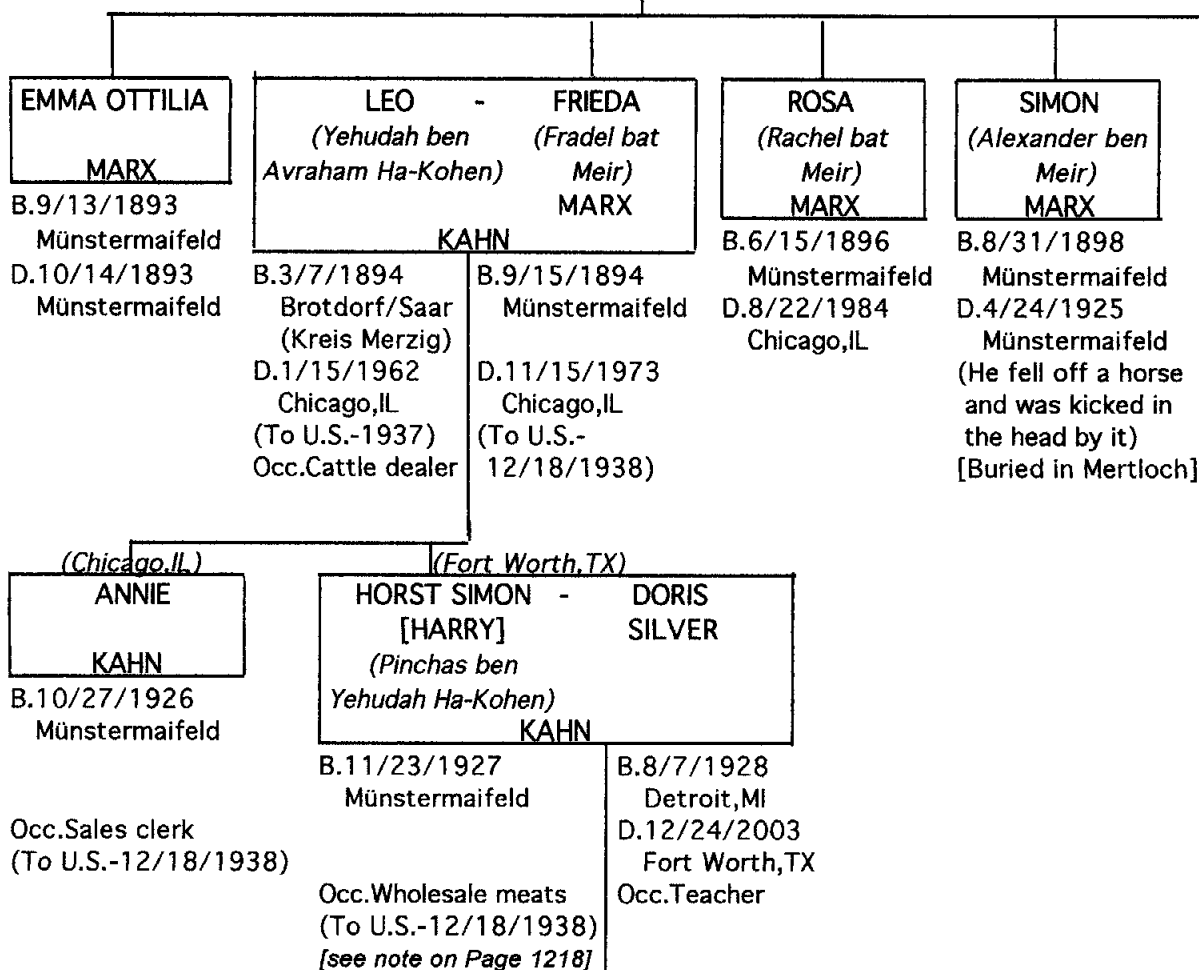 EMMA OTTILIA
MARX
B.9/13/1893
Münstermaifeld
D.10/14/1893
Münstermaifeld
LEO - FRIEDA
(Yehudah ben (Fradel bat
Avraham Ha-Kohen) Meir)
MARX
KAHN
B.3/7/1894
Brotdorf/Saar
(Kreis Merzig)
D.1/15/1962
Chicago,IL
(To U.S.-1937)
Occ.Cattle dealer
B.9/15/1894
Münstermaifeld
D.11/15/1973
Chicago,IL
(To U.S.-
12/18/1938)
ROSA
(Rachel bat
Meir)
MARX
B.6/15/1896
Münstermaifeld
D.8/22/1984
Chicago,IL
SIMON
(Alexander ben
Meir)
MARX
B.8/31/1898
Münstermaifeld
D.4/24/1925
Münstermaifeld
(He fell off a horse
and was kicked in
the head by it)
[Buried in Mertloch]
(Chicago,IL)
ANNIE
KAHN
B.10/27/1926
Münstermaifeld
Occ.Sales clerk
(To U.S.-12/18/1938)
(Fort Worth,TX)
HORST SIMON - DORIS
[HARRY] SILVER
(Pinchas ben
Yehudah Ha-Kohen)
KAHN
B.11/23/1927
Münstermaifeld
Occ.Wholesale meats
(To U.S.-12/18/1938)
[see note on Page 1218]
B.8/7/1928
Detroit,MI
D.12/24/2003
Fort Worth,TX
Occ.Teacher